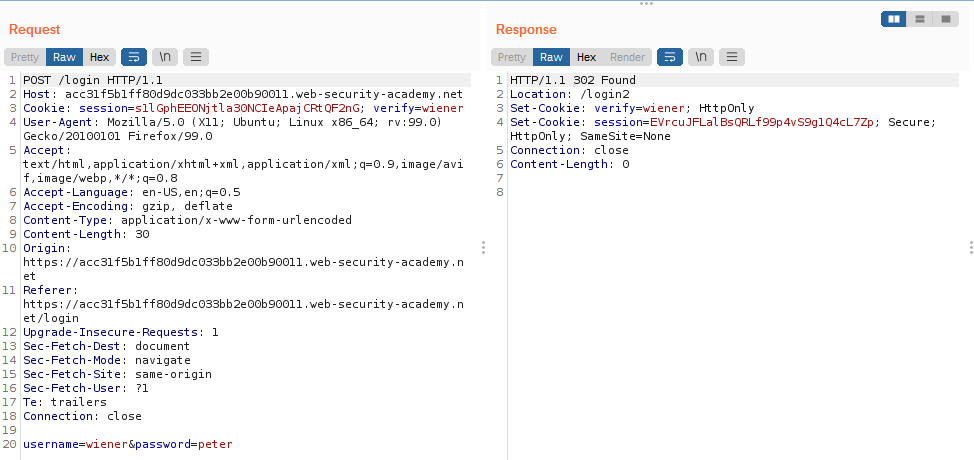 Request
Pretty Raw Hex \n
1 POST /login HTTP/1.1
2 Host: acc31f5b1ff80d9dc033bb2e00b90011.web-security-academy.net
3 Cookie: session=s1lGphEEONjtla30NCIeApajCRtQF2nG; verify=wiener
4 User-Agent: Mozilla/5.0 (X11; Ubuntu; Linux x86_64; rv:99.0)
Gecko/20100101 Firefox/99.0
5 Accept:
text/html,application/xhtml+xml,application/xml;q=0.9,image/avi
f,image/webp,*/*;q=0.8
6 Accept-Language: en-US,en;q=0.5
7 Accept-Encoding: gzip, deflate
8 Content-Type: application/x-www-form-urlencoded
9 Content-Length: 30
10 Origin:
https://acc31f5b1ff80d9dc033bb2e00b90011.web-security-academy.n
et
11 Referer:
https://acc31f5b1ff80d9dc033bb2e00b90011.web-security-academy.n
et/login
12 Upgrade-Insecure-Requests: 1
13 Sec-Fetch-Dest: document
14 Sec-Fetch-Mode: navigate
15 Sec-Fetch-Site: same-origin
16 Sec-Fetch-User: ?1
17 Te: trailers
18 Connection: close
19
20 username=wiener&password=peter
Response
Pretty Raw Hex Render \n
1 HTTP/1.1 302 Found
2 Location: /login2
3 Set-Cookie: verify=wiener; HttpOnly
4 Set-Cookie: session=EVrcuJFLalBsQRLf99p4vS9g1Q4cL7Zp; Secure;
HttpOnly; SameSite=None
5 Connection: close
6 Content-Length: 0
7
8